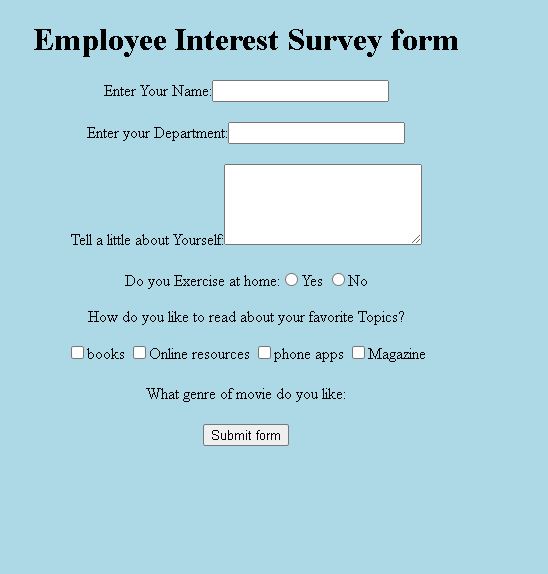 Employee Interest Survey form
Enter Your Name:
Enter your Department:
Tell a little about Yourself:
Do you Exercise at home: Yes No
How do you like to read about your favorite Topics?
books Online resources phone apps Magazine
What genre of movie do you like:
Submit form